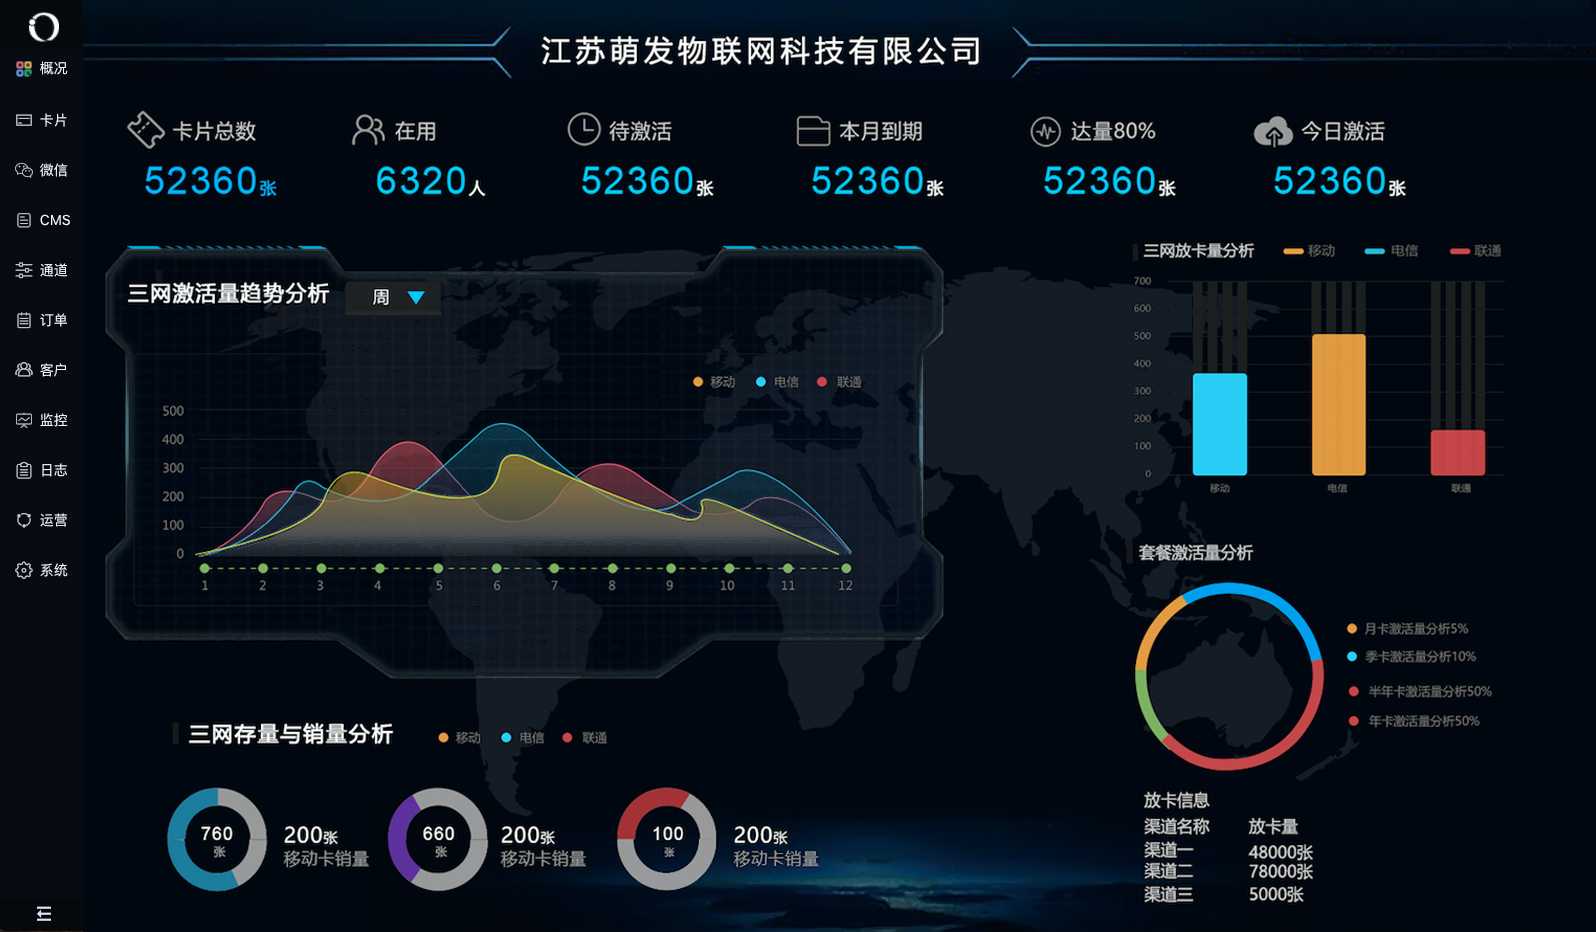 江苏萌发物联网科技有限公司
概况
卡片
微信
CMS
通道
订单
客户
监控
日志
运营
系统
卡片总数
52360张
在用
6320人
待激活
52360张
本月到期
52360张
达量80%
52360张
今日激活
52360张
三网激活量趋势分析
周
移动 电信 联通
500
400
300
200
100
0
1 2 3 4 5 6 7 8 9 10 11 12
三网放卡量分析
移动 电信 联通
700
600
500
400
300
200
100
0
移动 电信 联通
套餐激活量分析
月卡激活量分析5%
季卡激活量分析10%
半年卡激活量分析50%
年卡激活量分析50%
三网存量与销量分析
移动 电信 联通
760
张
200张
移动卡销量
660
张
200张
移动卡销量
100
张
200张
移动卡销量
放卡信息
渠道名称 放卡量
渠道一 48000张
渠道二 78000张
渠道三 5000张